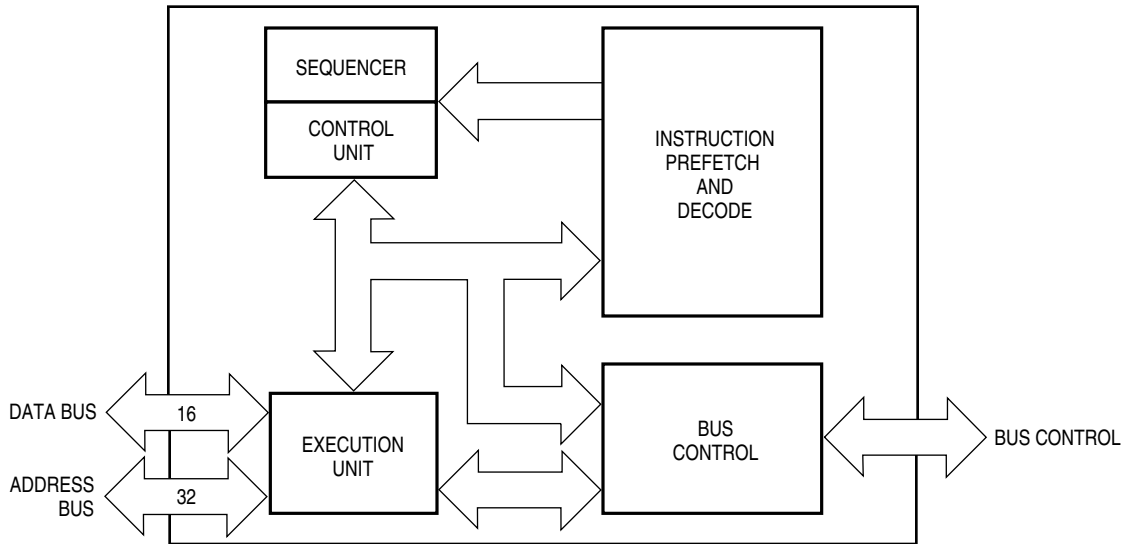 SEQUENCER
CONTROL
UNIT
INSTRUCTION
PREFETCH
AND
DECODE
DATA BUS
16
ADDRESS
BUS
32
EXECUTION
UNIT
BUS
CONTROL
BUS CONTROL